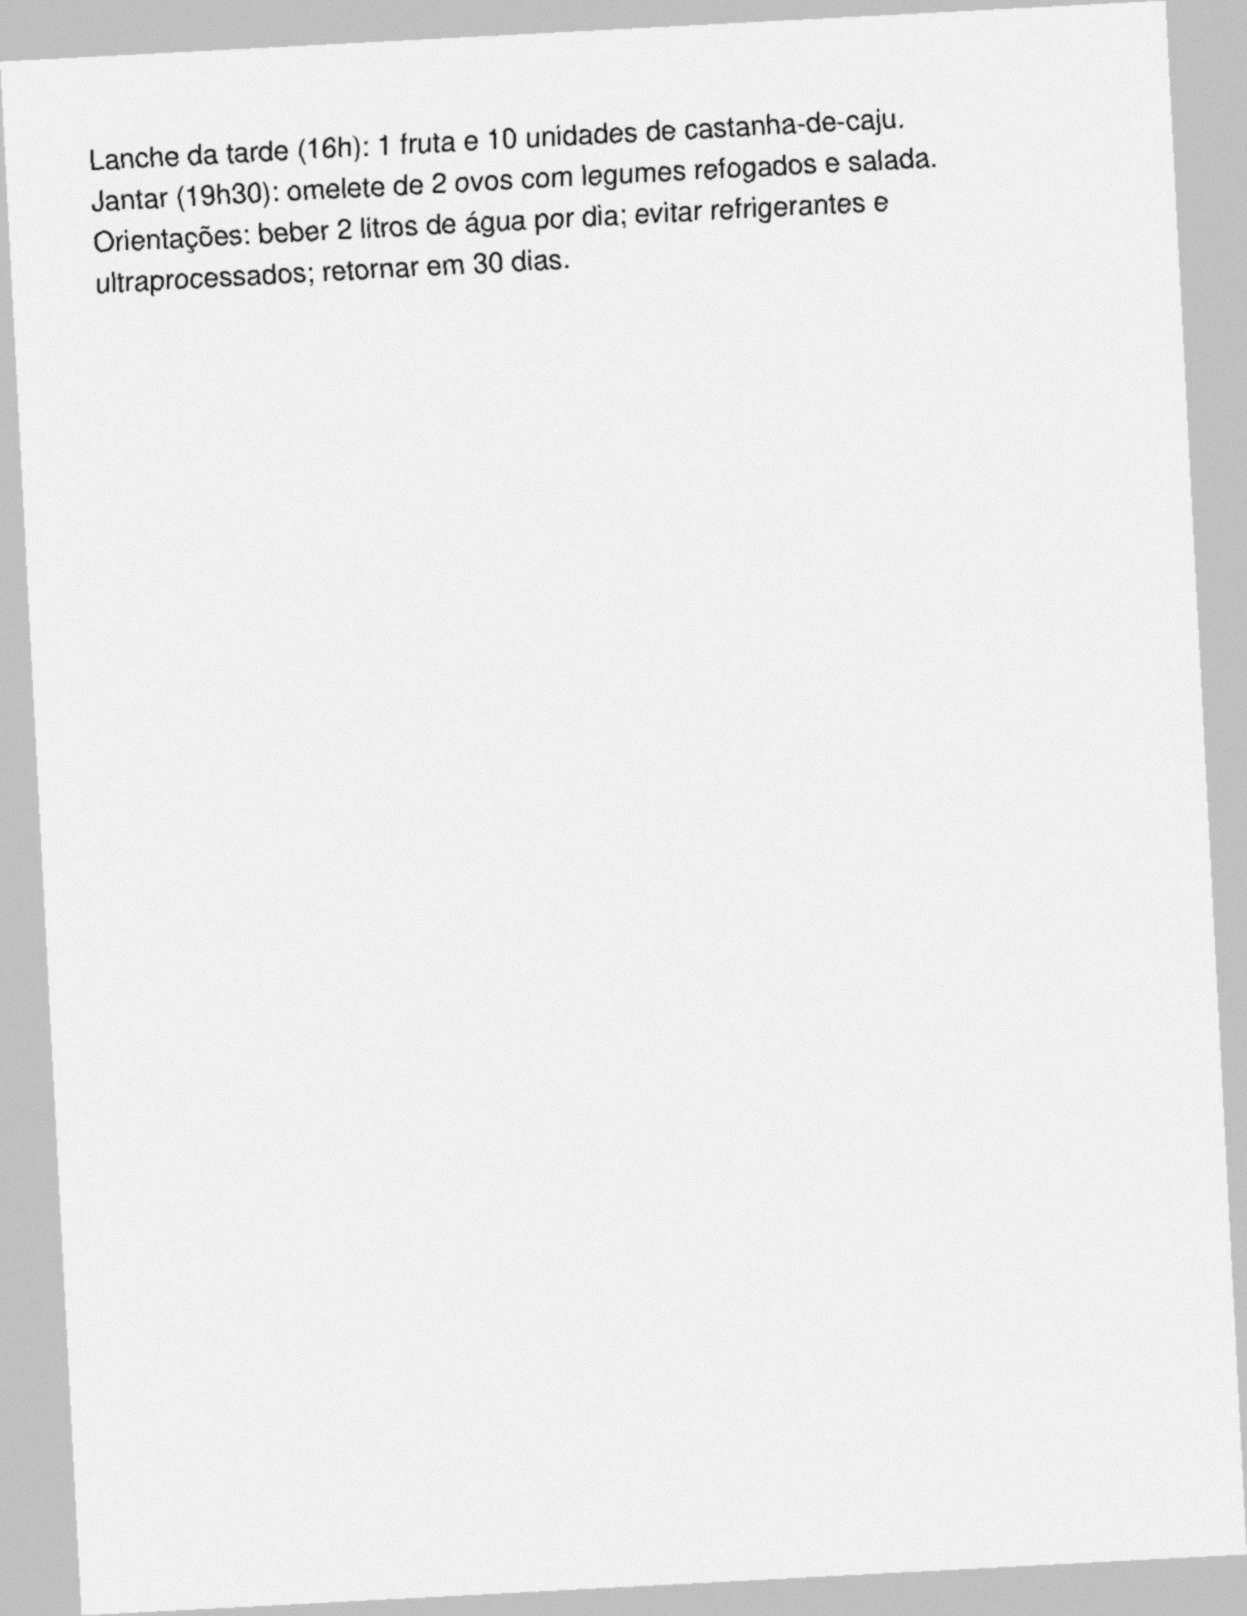 Lanche da tarde (16h): 1 fruta e 10 unidades de castanha-de-caju.
Jantar (19h30): omelete de 2 ovos com legumes refogados e salada.
Orientações: beber 2 litros de água por dia; evitar refrigerantes e
ultraprocessados; retornar em 30 dias.